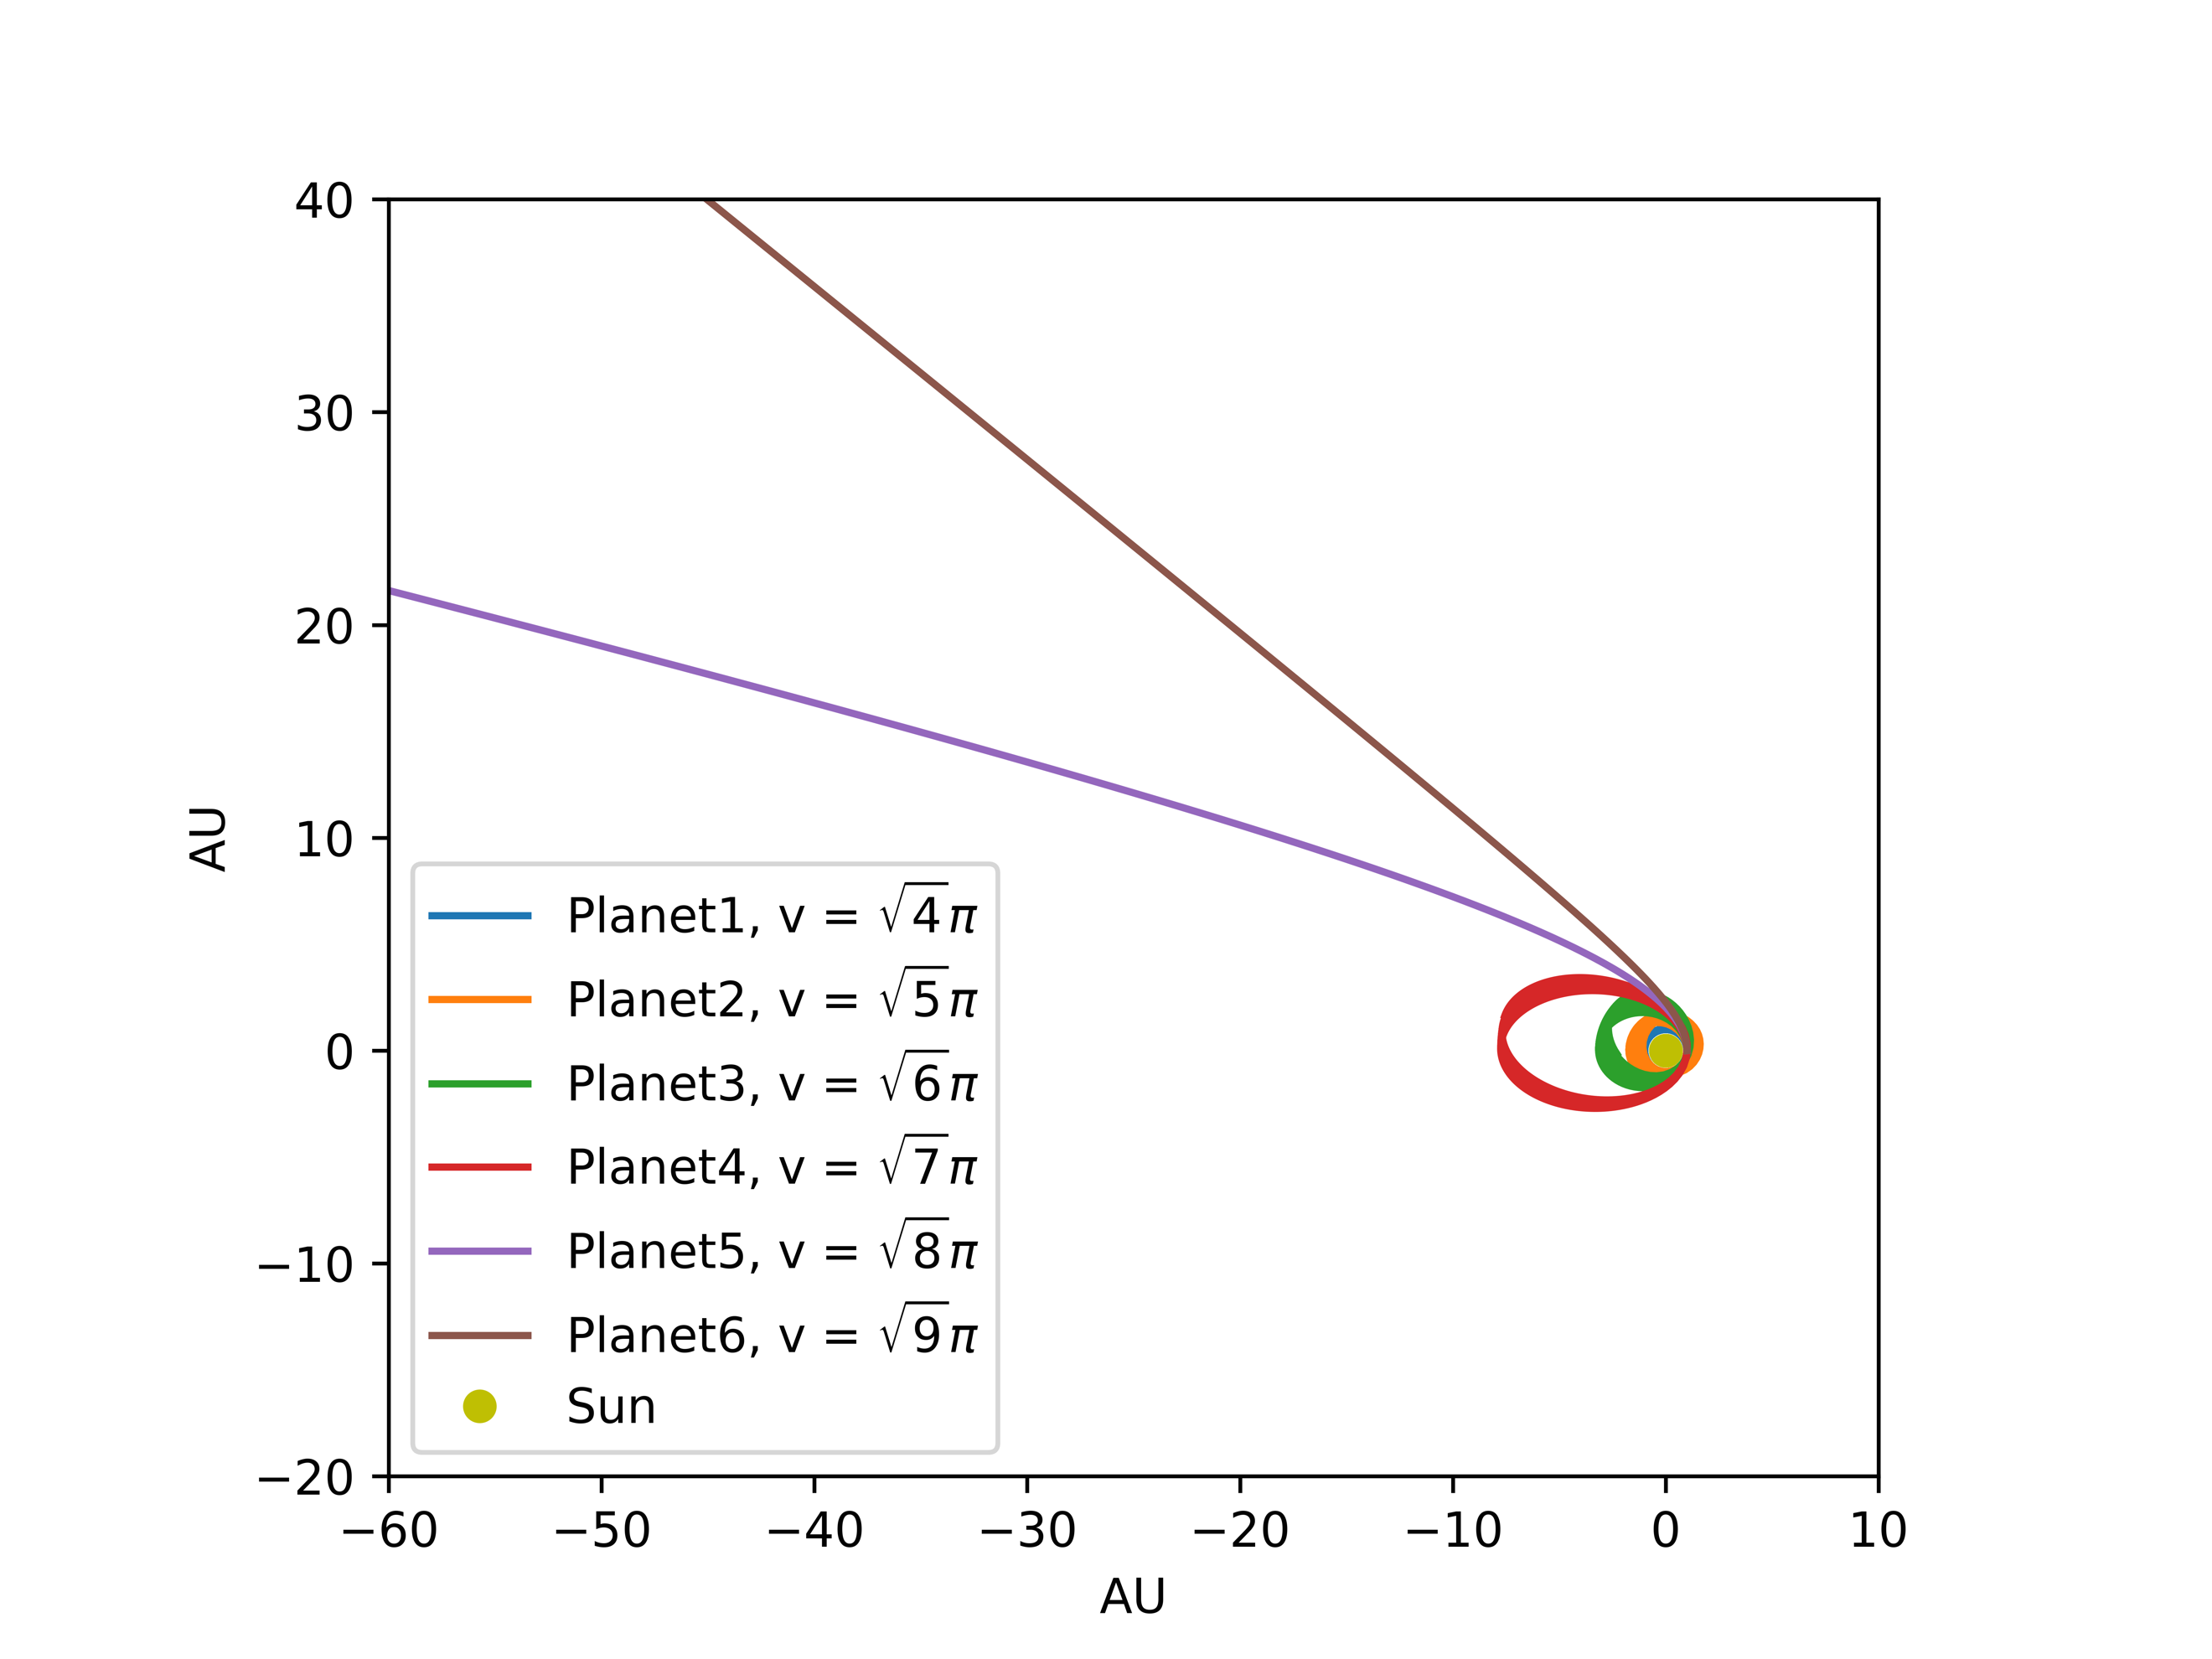 40
30
20
10
0
−10
−20
AU
Planet1, v = √4π
Planet2, v = √5π
Planet3, v = √6π
Planet4, v = √7π
Planet5, v = √8π
Planet6, v = √9π
Sun
−60 −50 −40 −30 −20 −10 0 10
AU